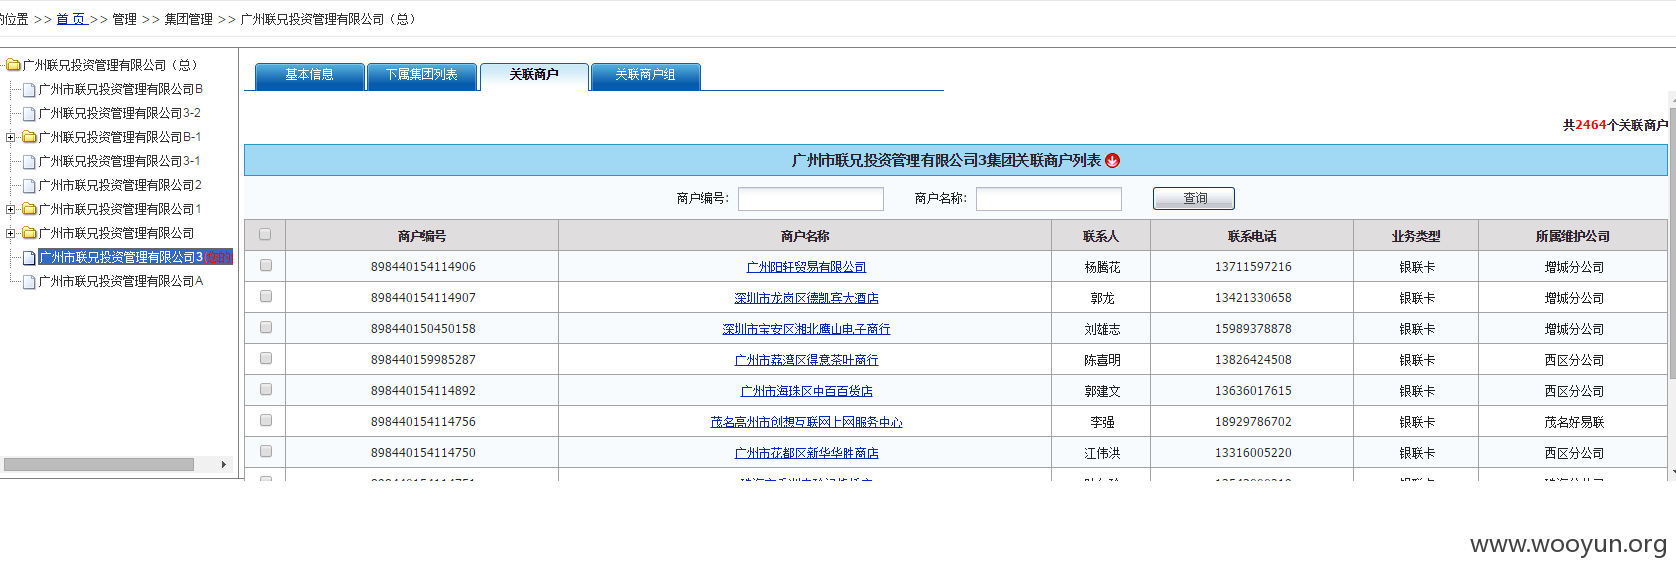 的位置 >> 首 页 >> 管理 >> 集团管理 >> 广州联兄投资管理有限公司（总）
广州联兄投资管理有限公司（总）
广州市联兄投资管理有限公司B
广州联兄投资管理有限公司3-2
广州联兄投资管理有限公司B-1
广州联兄投资管理有限公司3-1
广州市联兄投资管理有限公司2
广州市联兄投资管理有限公司1
广州市联兄投资管理有限公司
广州市联兄投资管理有限公司3
广州市联兄投资管理有限公司A
基本信息 下属集团列表 关联商户 关联商户组
共2464个关联商户
广州市联兄投资管理有限公司3集团关联商户列表
商户编号: 商户名称: 查询
商户编号 商户名称 联系人 联系电话 业务类型 所属维护公司
898440154114906 广州阳轩贸易有限公司 杨腾花 13711597216 银联卡 增城分公司
898440154114907 深圳市龙岗区德凯宾大酒店 郭龙 13421330658 银联卡 增城分公司
898440150450158 深圳市宝安区湘北鹰山电子商行 刘雄志 15989378878 银联卡 增城分公司
898440159985287 广州市荔湾区得意茶叶商行 陈喜明 13826424508 银联卡 西区分公司
898440154114892 广州市海珠区中百百货店 郭建文 13636017615 银联卡 西区分公司
898440154114756 茂名高州市创想互联网上网服务中心 李强 18929786702 银联卡 茂名好易联
898440154114750 广州市花都区新华华胜商店 江伟洪 13316005220 银联卡 西区分公司
www.wooyun.org